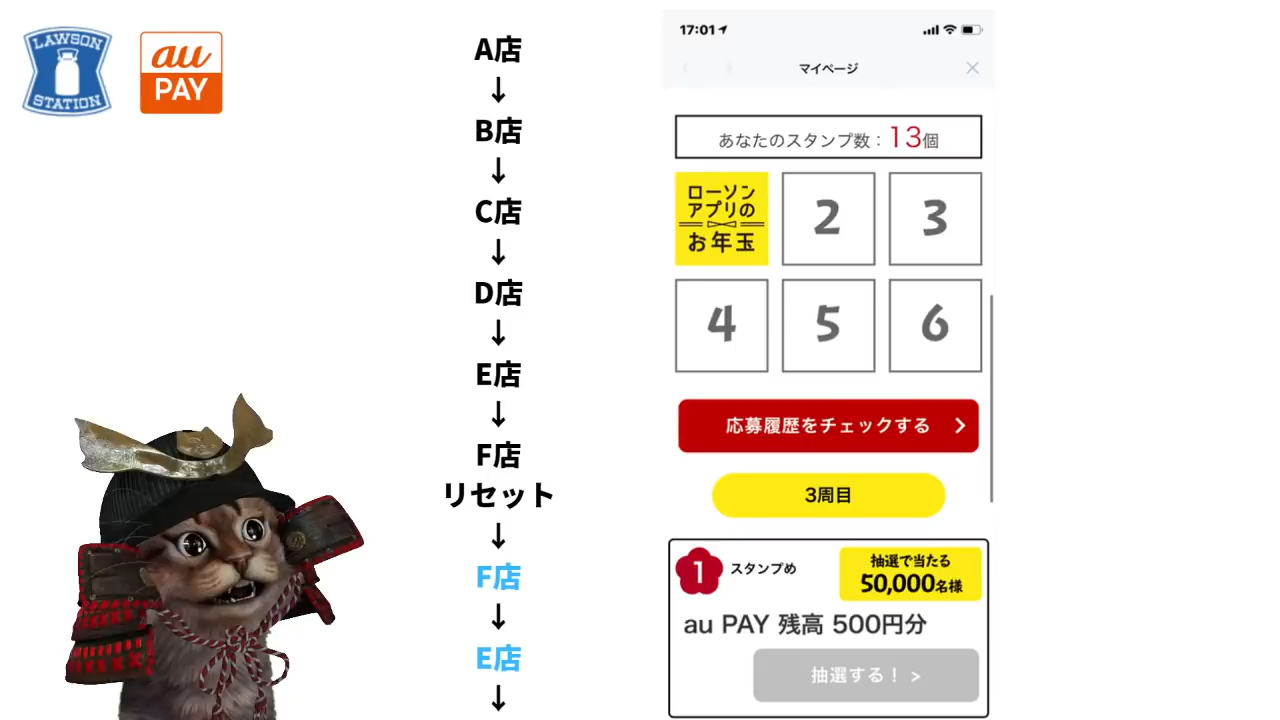 LAWSON
STATION
au
PAY
A店
↓
B店
↓
C店
↓
D店
↓
E店
↓
F店
リセット
↓
F店
↓
E店
↓
17:01
マイページ
あなたのスタンプ数：13個
ローソン
アプリの
お年玉
2
3
4
5
6
応募履歴をチェックする
3周目
1
スタンプめ
抽選で当たる
50,000名様
au PAY 残高 500円分
抽選する！ >